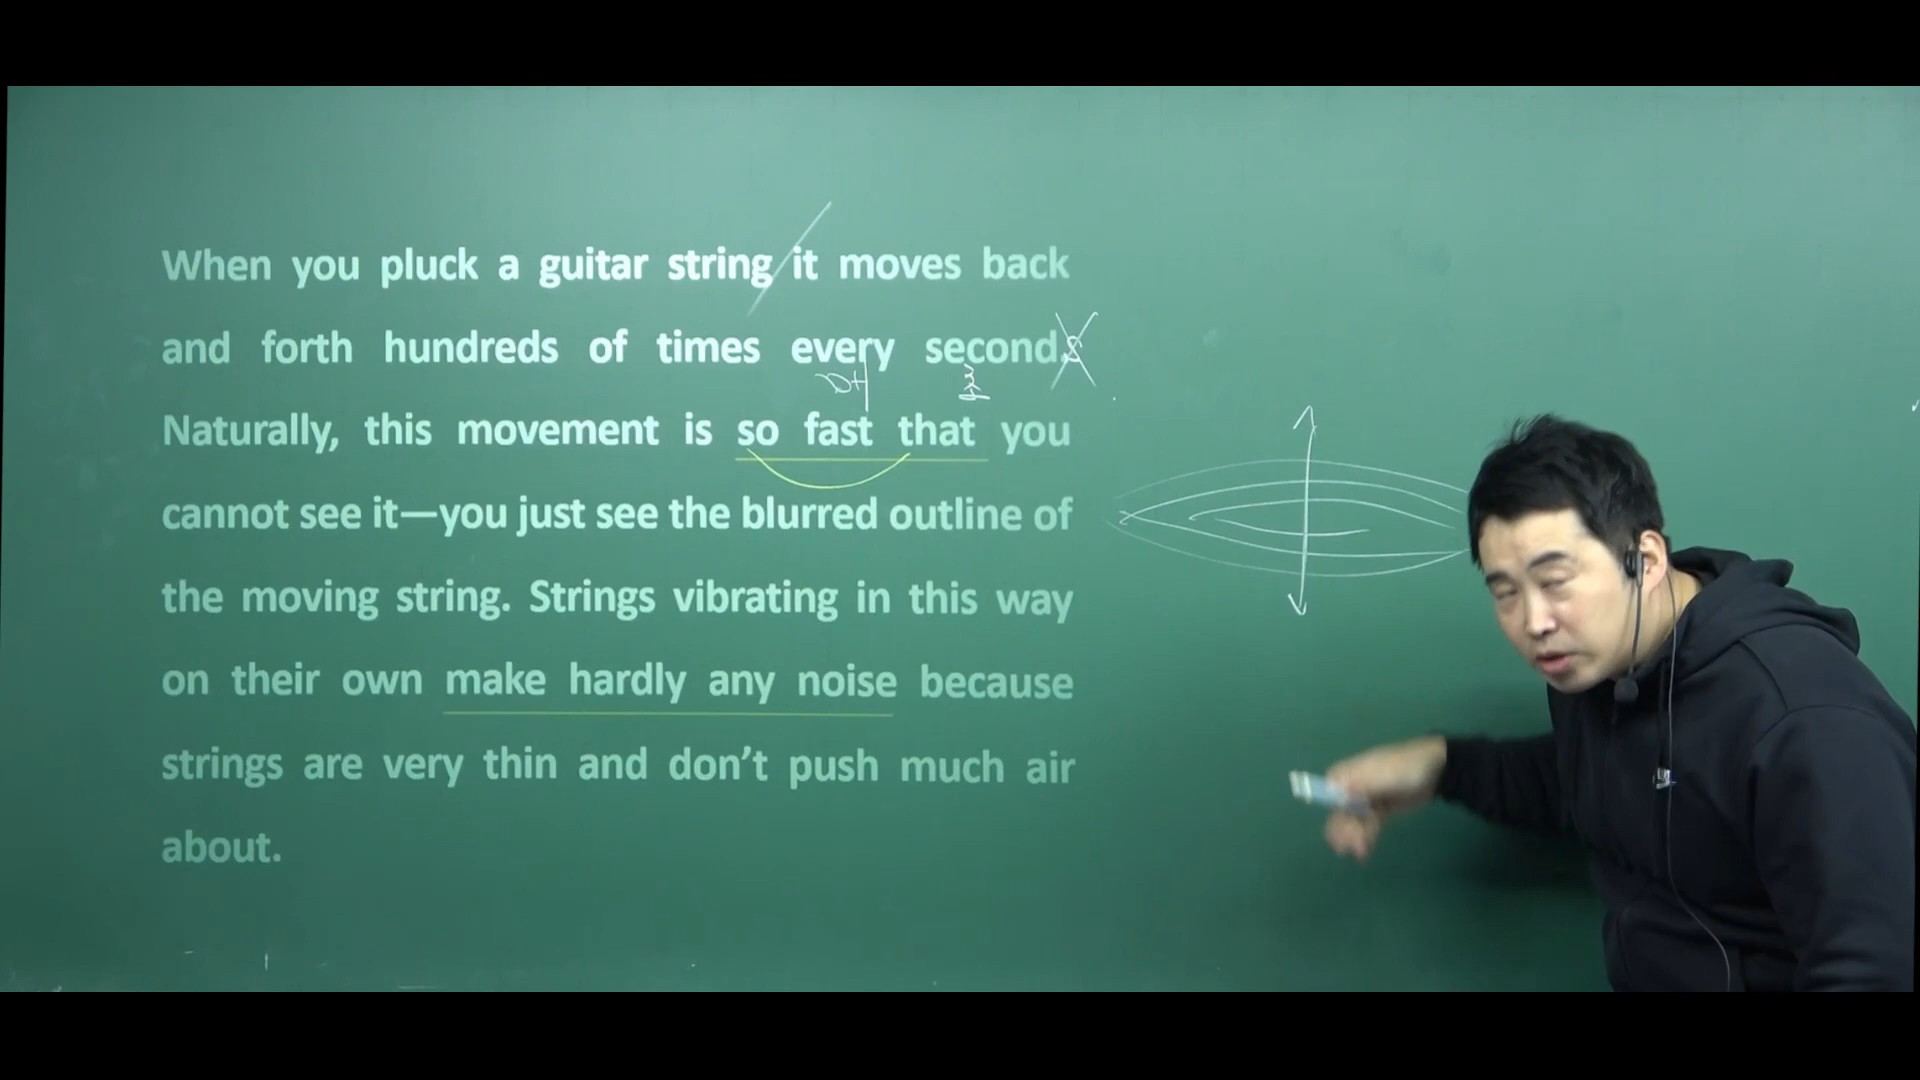 When you pluck a guitar string it moves back
and forth hundreds of times every second.s
매 초
Naturally, this movement is so fast that you
cannot see it—you just see the blurred outline of
the moving string. Strings vibrating in this way
on their own make hardly any noise because
strings are very thin and don’t push much air
about.